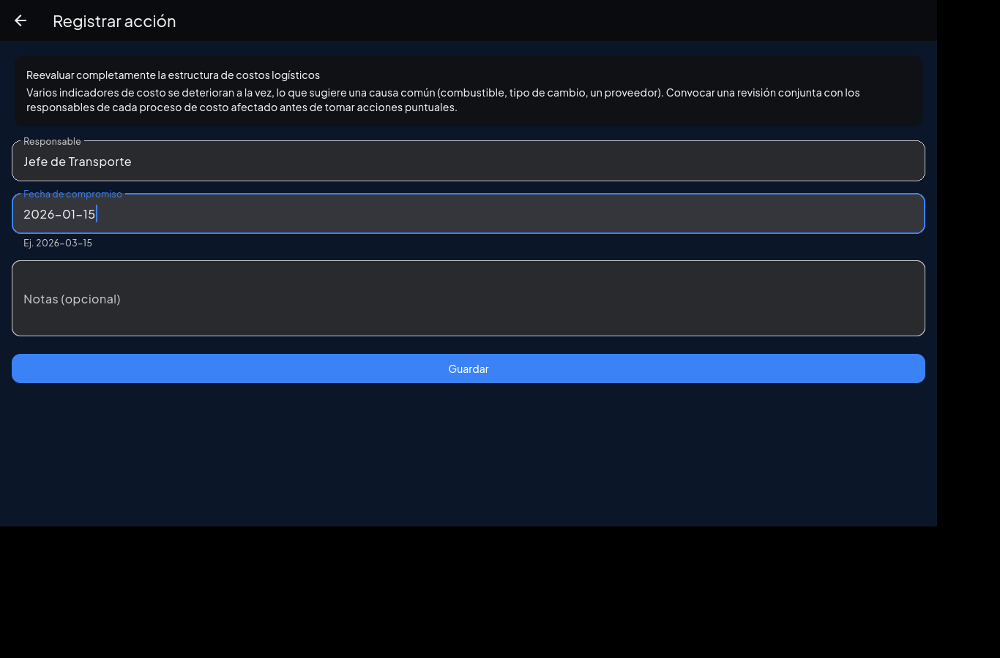 Registrar acción
Reevaluar completamente la estructura de costos logísticos
Varios indicadores de costo se deterioran a la vez, lo que sugiere una causa común (combustible, tipo de cambio, un proveedor). Convocar una revisión conjunta con los
responsables de cada proceso de costo afectado antes de tomar acciones puntuales.
Responsable
Jefe de Transporte
Fecha de compromiso
2026-01-15
Ej. 2026-03-15
Notas (opcional)
Guardar